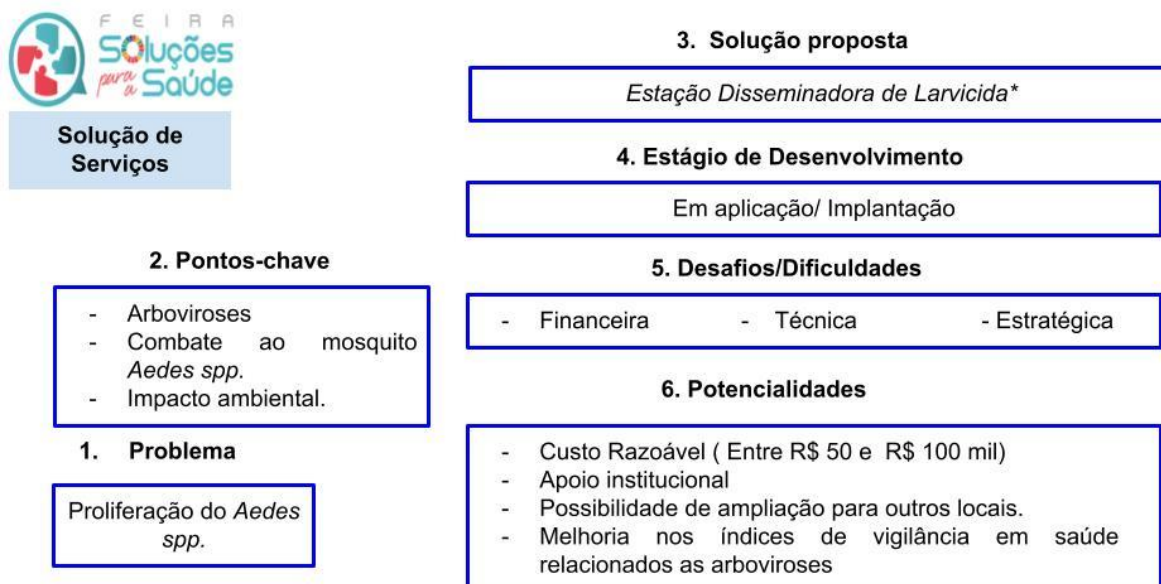 FEIRA
SOluções
para a Saúde
Solução de
Serviços
2. Pontos-chave
- Arboviroses
- Combate ao mosquito
Aedes spp.
- Impacto ambiental.
1. Problema
Proliferação do Aedes
spp.
3. Solução proposta
Estação Disseminadora de Larvicida*
4. Estágio de Desenvolvimento
Em aplicação/ Implantação
5. Desafios/Dificuldades
- Financeira - Técnica - Estratégica
6. Potencialidades
- Custo Razoável ( Entre R$ 50 e R$ 100 mil)
- Apoio institucional
- Possibilidade de ampliação para outros locais.
- Melhoria nos índices de vigilância em saúde
relacionados as arboviroses